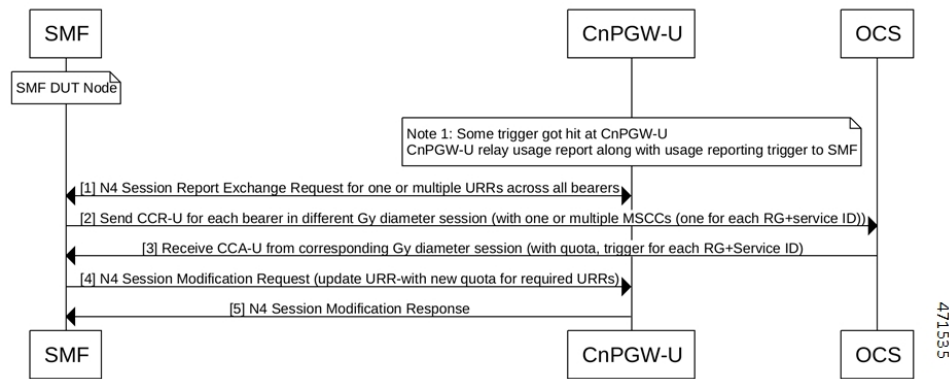 SMF
CnPGW-U
OCS
SMF DUT Node
Note 1: Some trigger got hit at CnPGW-U
CnPGW-U relay usage report along with usage reporting trigger to SMF
[1] N4 Session Report Exchange Request for one or multiple URRs across all bearers
[2] Send CCR-U for each bearer in different Gy diameter session (with one or multiple MSCCs (one for each RG+service ID))
[3] Receive CCA-U from corresponding Gy diameter session (with quota, trigger for each RG+Service ID)
[4] N4 Session Modification Request (update URR-with new quota for required URRs)
[5] N4 Session Modification Response
SMF
CnPGW-U
OCS
471535